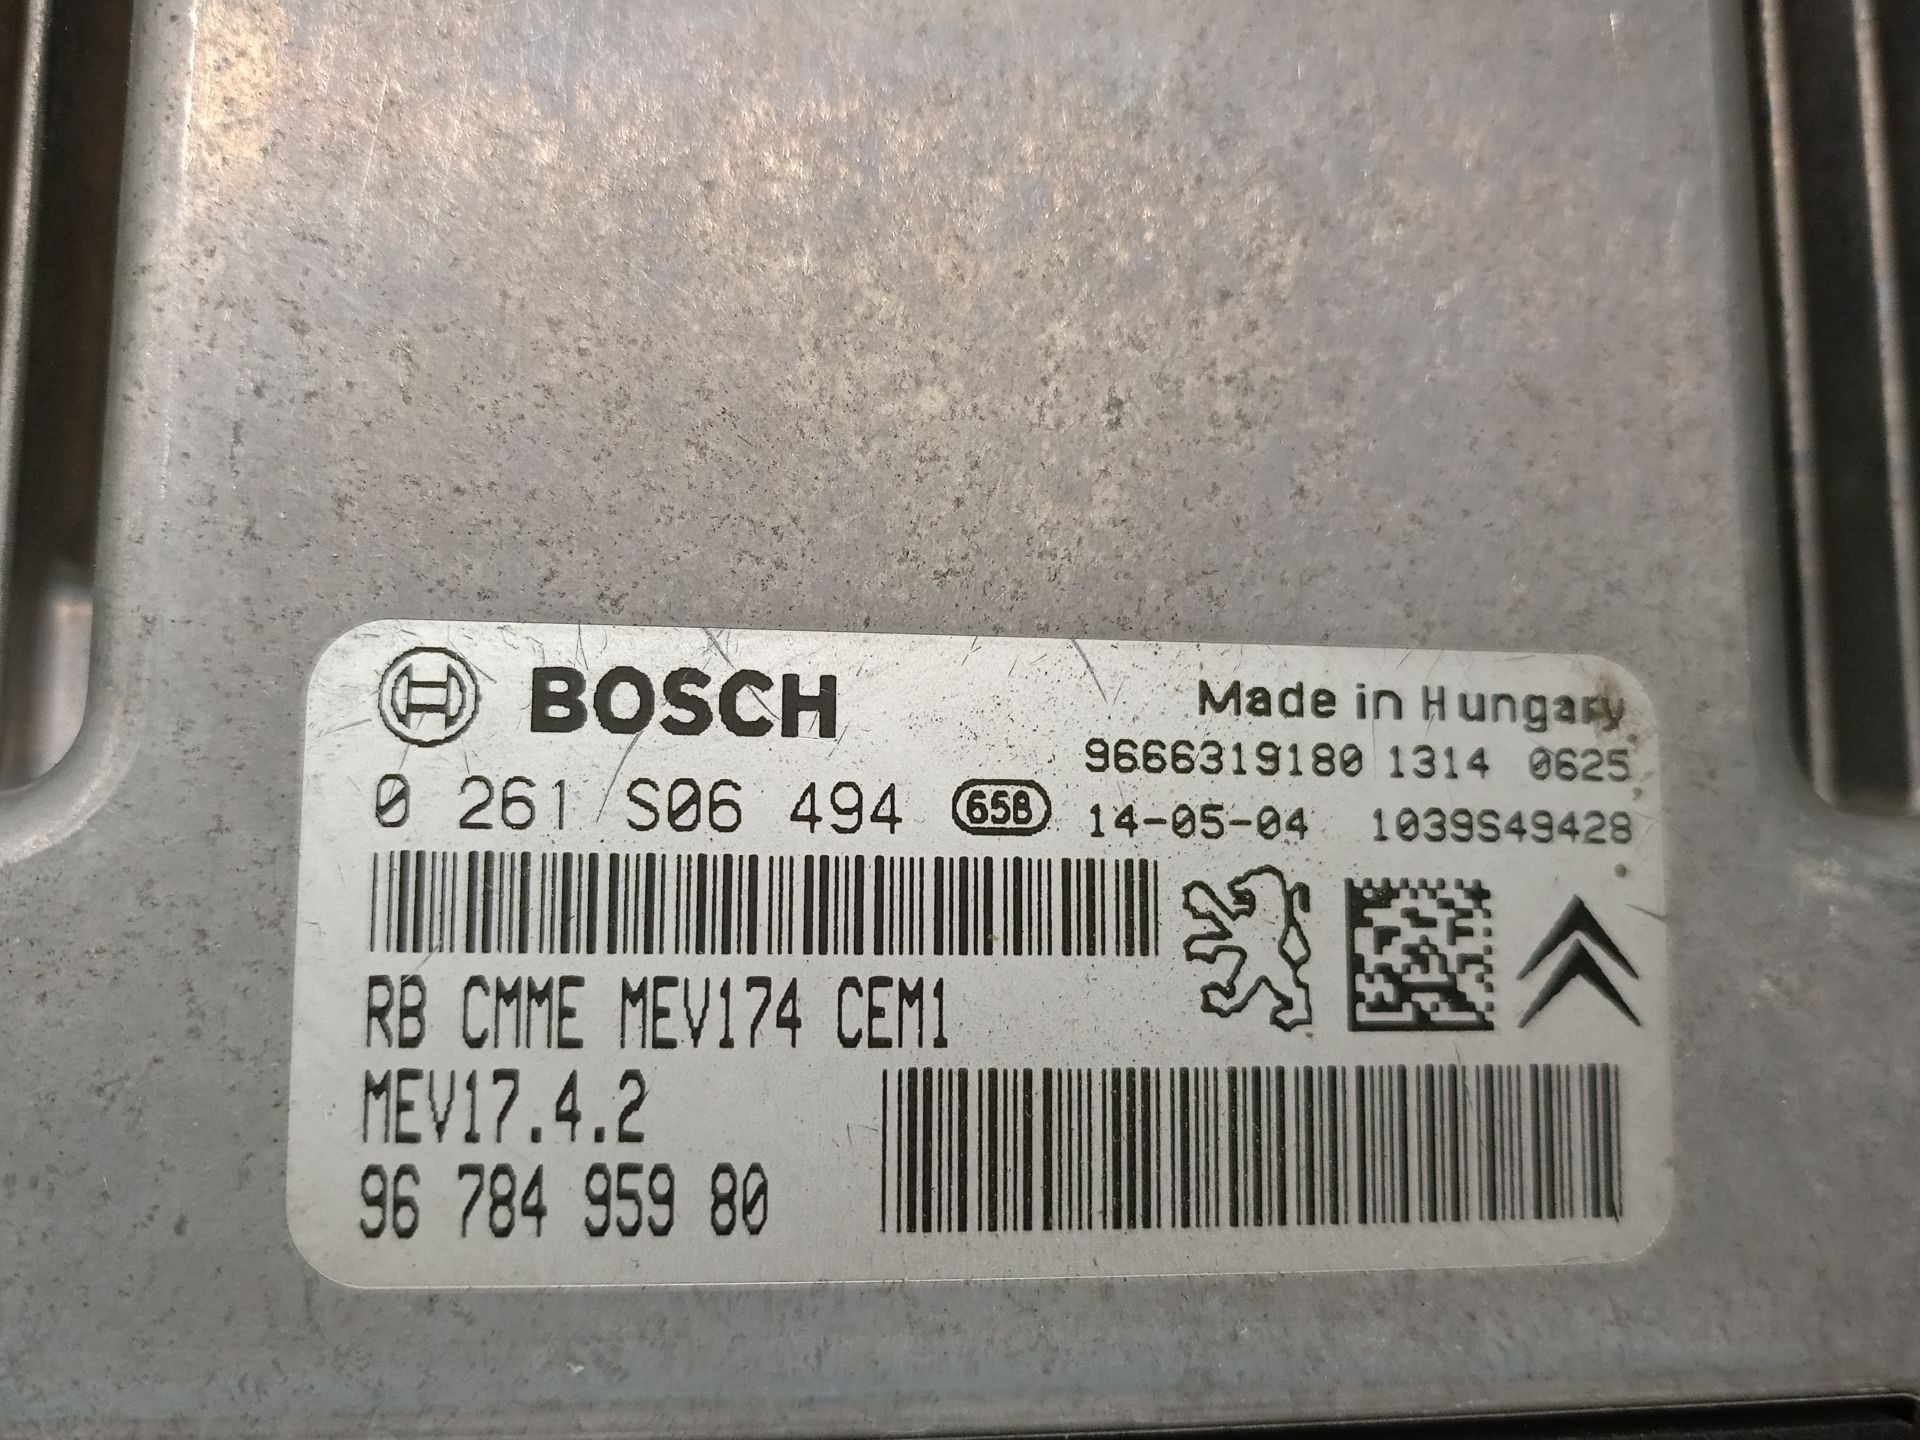 BOSCH
Made in Hungary
9666319180 1314 0625
0 261 S06 494 65B 14-05-04 1039S49428
RB CMME MEV174 CEM1
MEV17.4.2
96 784 959 80